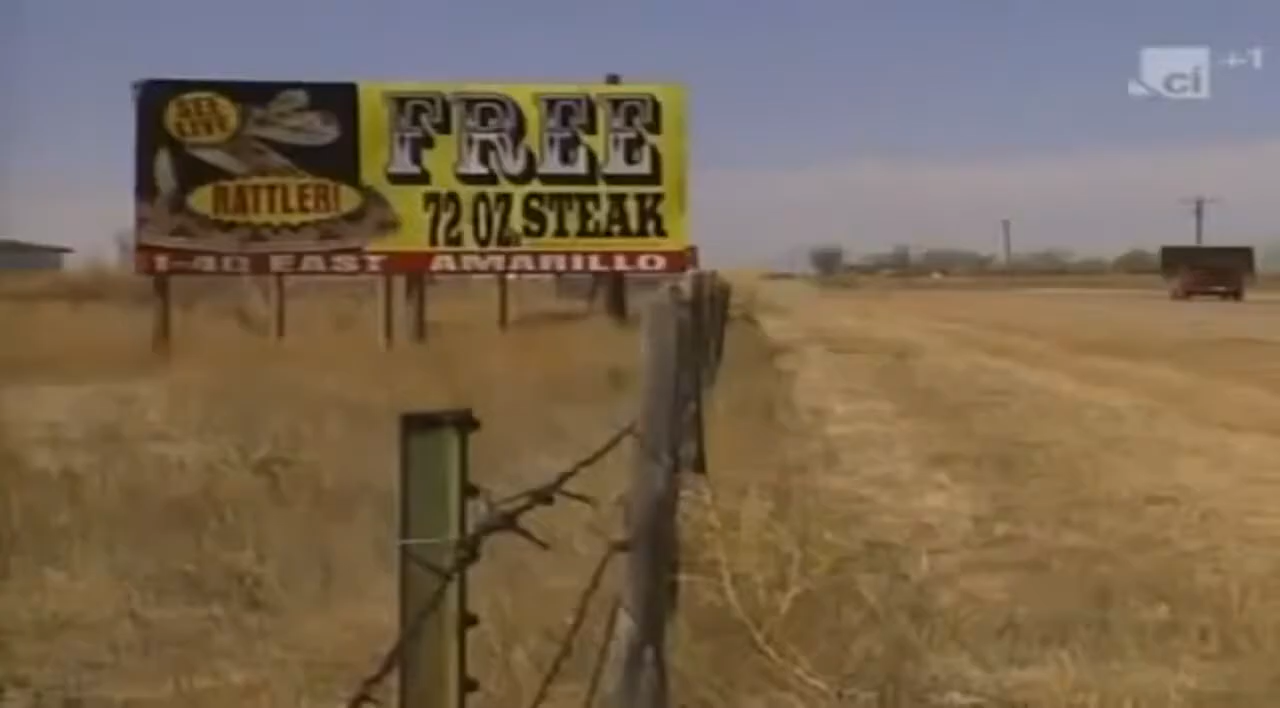 SEE
LIVE
RATTLER!
FREE
72 OZ. STEAK
I-40 EAST AMARILLO
ci +1